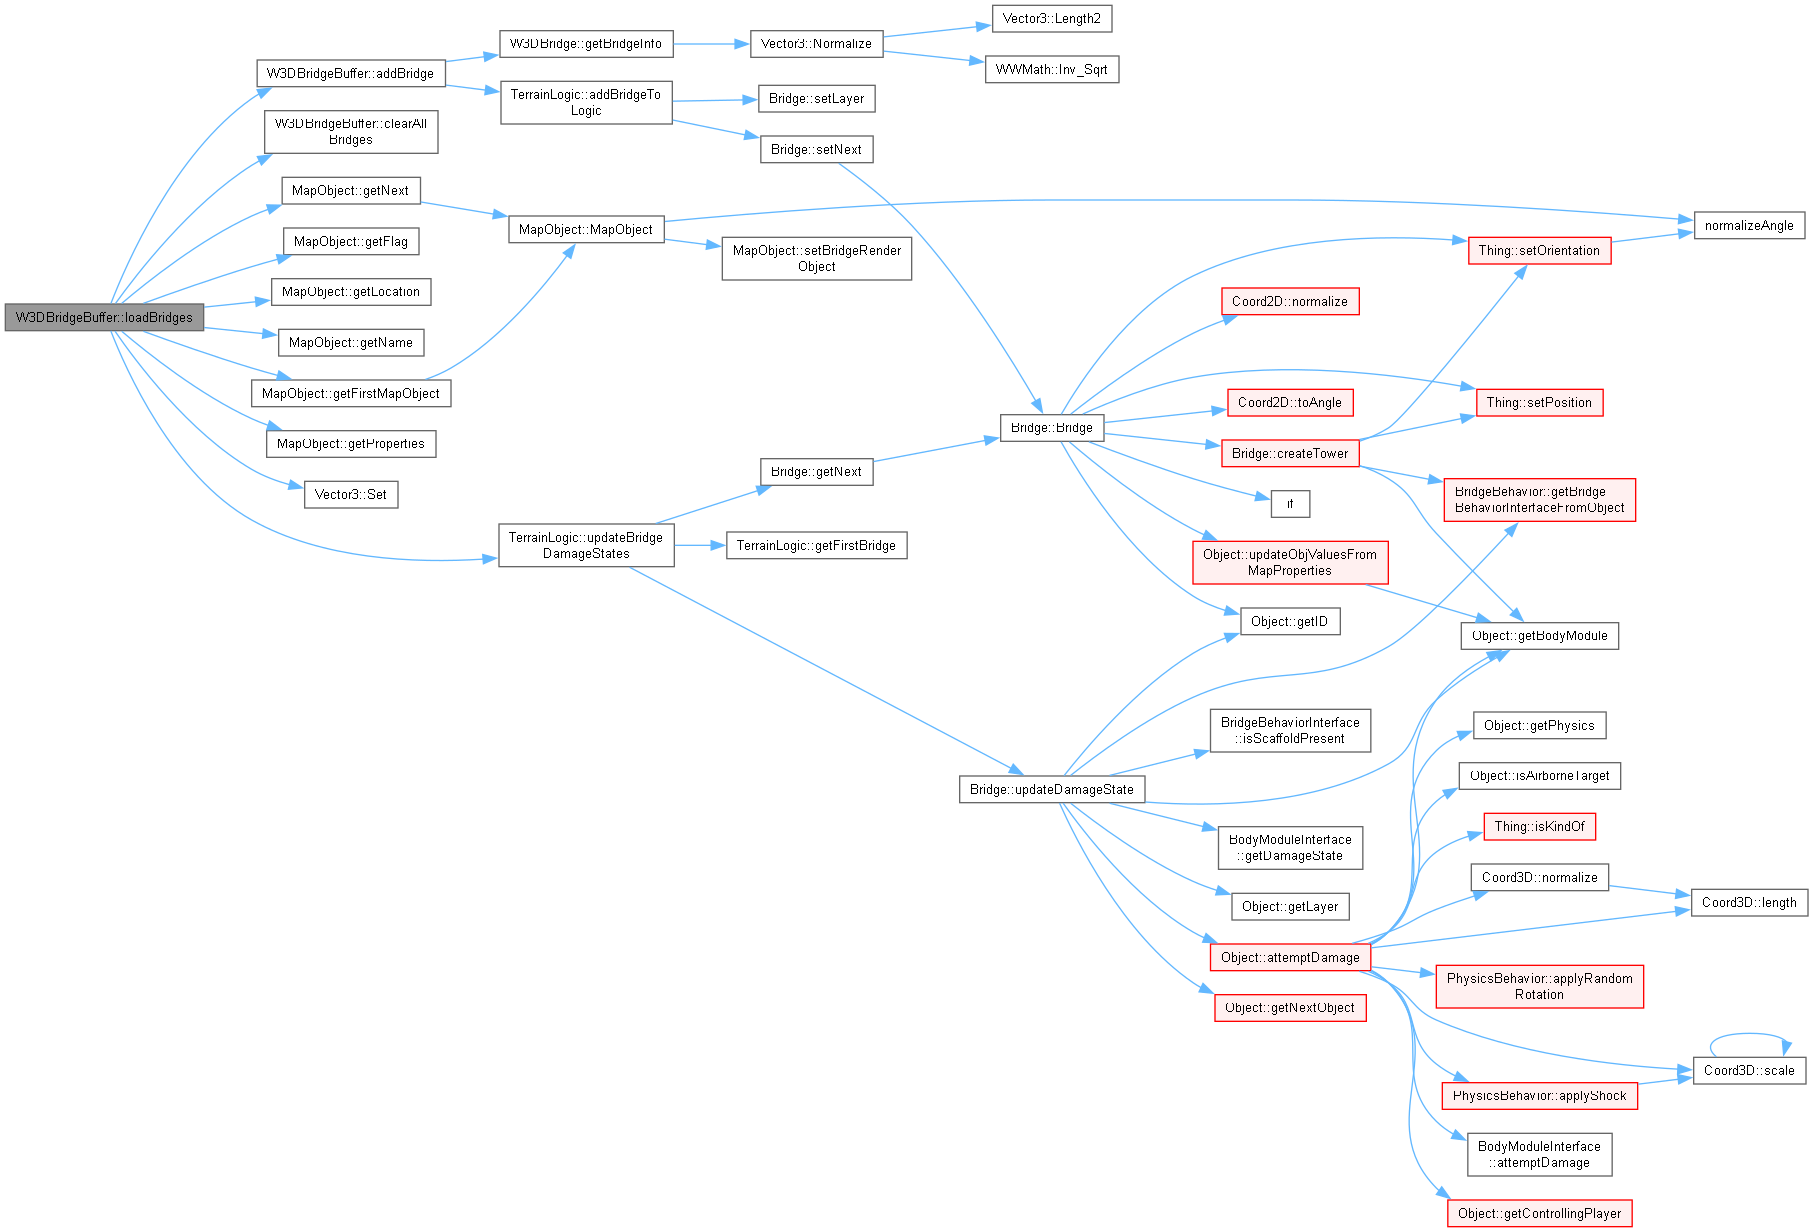 W3DBridgeBuffer::loadBridges
W3DBridgeBuffer::addBridge
W3DBridgeBuffer::clearAll
Bridges
MapObject::getNext
MapObject::getFlag
MapObject::getLocation
MapObject::getName
MapObject::getFirstMapObject
MapObject::getProperties
Vector3::Set
TerrainLogic::updateBridge
DamageStates
W3DBridge::getBridgeInfo
TerrainLogic::addBridgeTo
Logic
MapObject::MapObject
Vector3::Normalize
Bridge::setLayer
Bridge::setNext
MapObject::setBridgeRender
Object
Bridge::getNext
TerrainLogic::getFirstBridge
Vector3::Length2
WWMath::Inv_Sqrt
Bridge::Bridge
Bridge::updateDamageState
Coord2D::normalize
Coord2D::toAngle
Bridge::createTower
if
Object::updateObjValuesFrom
MapProperties
Object::getID
BridgeBehaviorInterface
::isScaffoldPresent
BodyModuleInterface
::getDamageState
Object::getLayer
Object::attemptDamage
Object::getNextObject
Thing::setOrientation
Thing::setPosition
BridgeBehavior::getBridge
BehaviorInterfaceFromObject
Object::getBodyModule
Object::getPhysics
Object::isAirborneTarget
Thing::isKindOf
Coord3D::normalize
PhysicsBehavior::applyRandom
Rotation
PhysicsBehavior::applyShock
BodyModuleInterface
::attemptDamage
Object::getControllingPlayer
normalizeAngle
Coord3D::length
Coord3D::scale